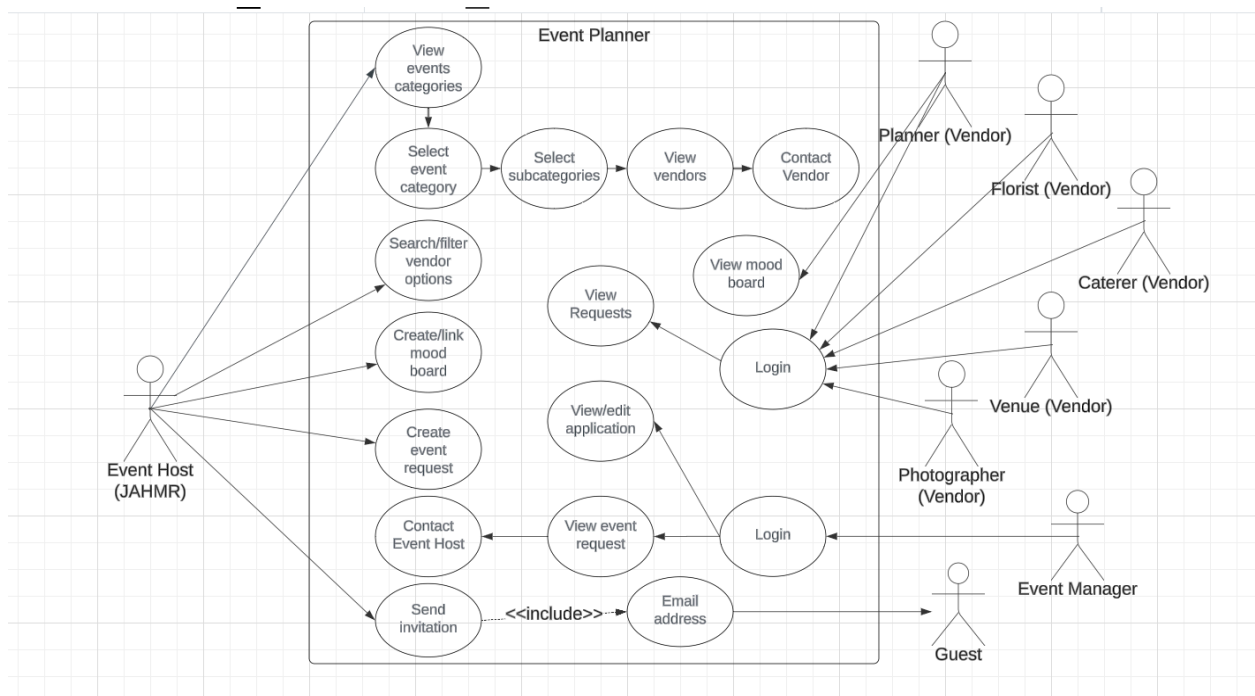 Event Planner
View
events
categories
Select
event
category
Select
subcategories
View
vendors
Contact
Vendor
Search/filter
vendor
options
Create/link
mood
board
Create
event
request
Contact
Event Host
Send
invitation
<<include>>
Email
address
View event
request
View/edit
application
View
Requests
View mood
board
Login
Login
Event Host
(JAHMR)
Planner (Vendor)
Florist (Vendor)
Caterer (Vendor)
Venue (Vendor)
Photographer
(Vendor)
Event Manager
Guest